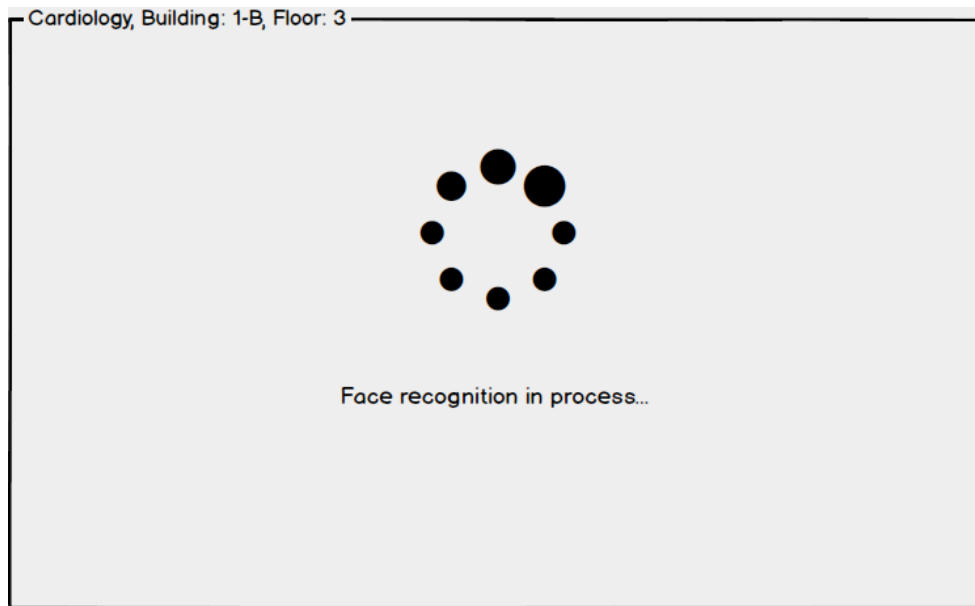 Cardiology, Building: 1-B, Floor: 3
Face recognition in process...